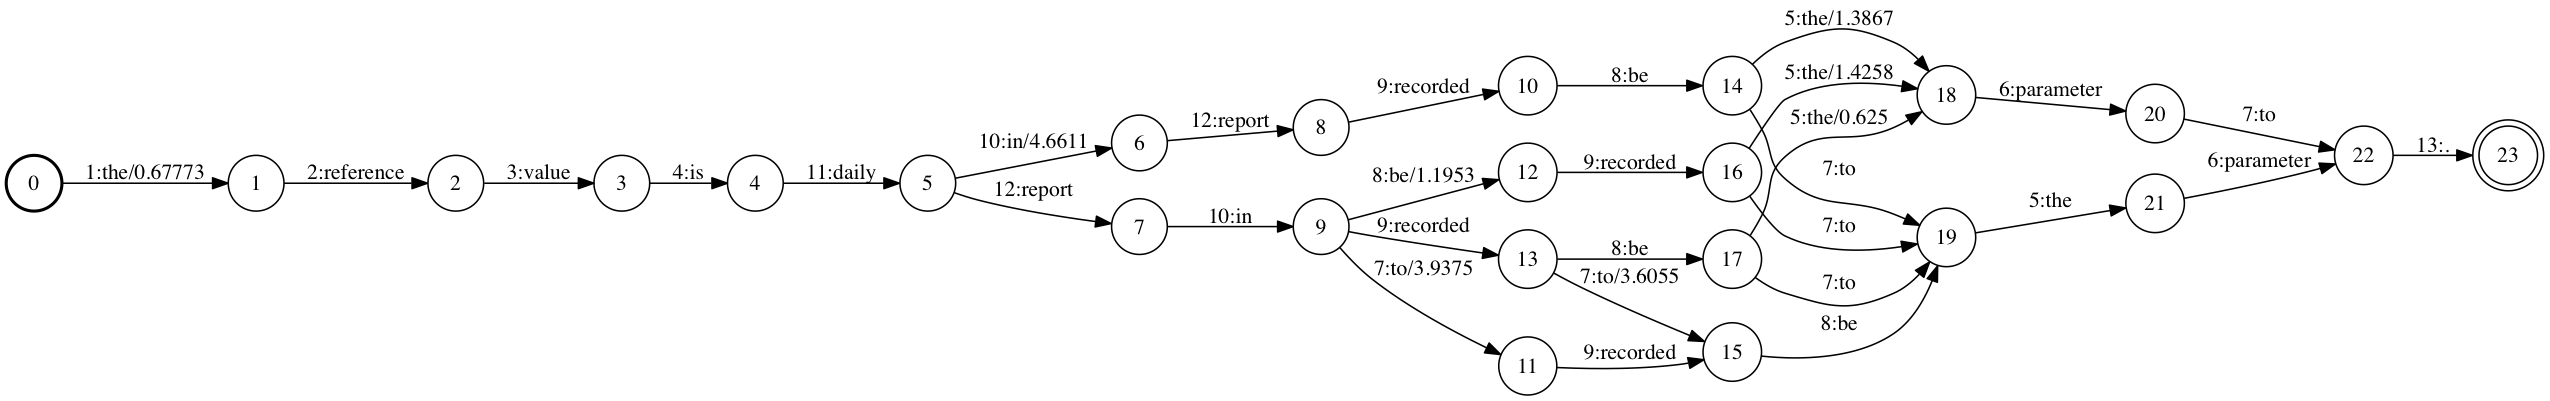 0
1:the/0.67773
1
2:reference
2
3:value
3
4:is
4
11:daily
5
10:in/4.6611
6
12:report
8
9:recorded
10
8:be
14
5:the/1.3867
18
6:parameter
20
7:to
22
13:.
23
12:report
7
10:in
9
8:be/1.1953
12
9:recorded
16
5:the/1.4258
7:to
9:recorded
13
8:be
17
5:the/0.625
7:to
7:to
19
5:the
21
6:parameter
7:to/3.9375
11
9:recorded
7:to/3.6055
15
8:be